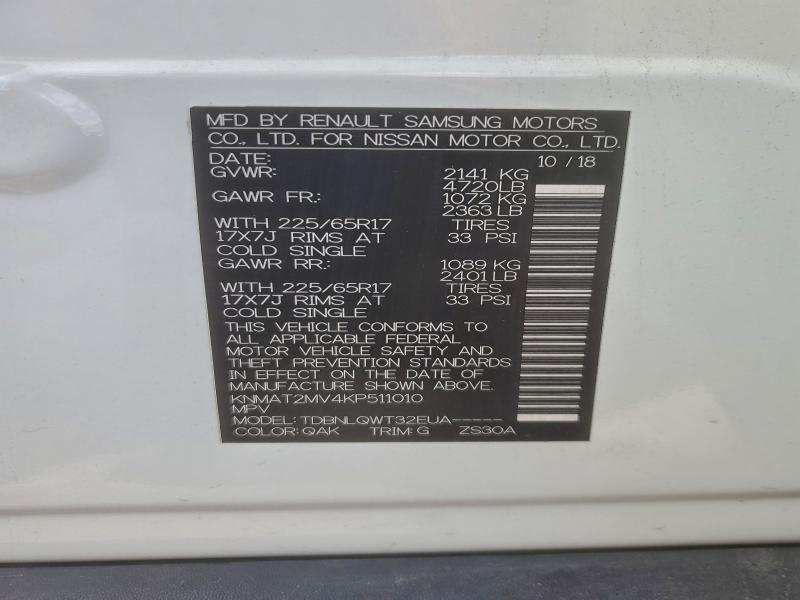 MFD BY RENAULT SAMSUNG MOTORS
CO., LTD. FOR NISSAN MOTOR CO., LTD.
DATE: 10 / 18
GVWR: 2141 KG
4720LB
GAWR FR.: 1072 KG
2363 LB
WITH 225/65R17 TIRES
17X7J RIMS AT 33 PSI
COLD SINGLE
GAWR RR.: 1089 KG
2401 LB
WITH 225/65R17 TIRES
17X7J RIMS AT 33 PSI
COLD SINGLE
THIS VEHICLE CONFORMS TO
ALL APPLICABLE FEDERAL
MOTOR VEHICLE SAFETY AND
THEFT PREVENTION STANDARDS
IN EFFECT ON THE DATE OF
MANUFACTURE SHOWN ABOVE.
KNMAT2MV4KP511010
MPV
MODEL: TDBNLQWT32EUA-----
COLOR: QAK TRIM: G ZS30A